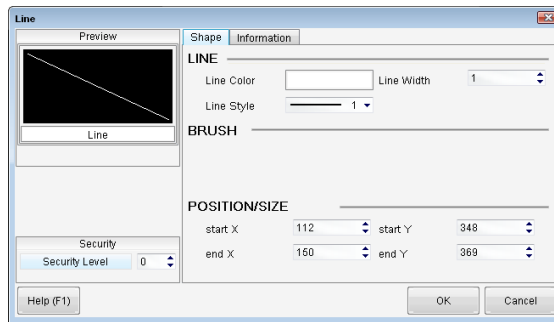 Line
Preview
Line
Security
Security Level 0
Shape Information
LINE
Line Color Line Width 1
Line Style 1
BRUSH
POSITION/SIZE
start X 112 start Y 348
end X 150 end Y 369
Help (F1) OK Cancel